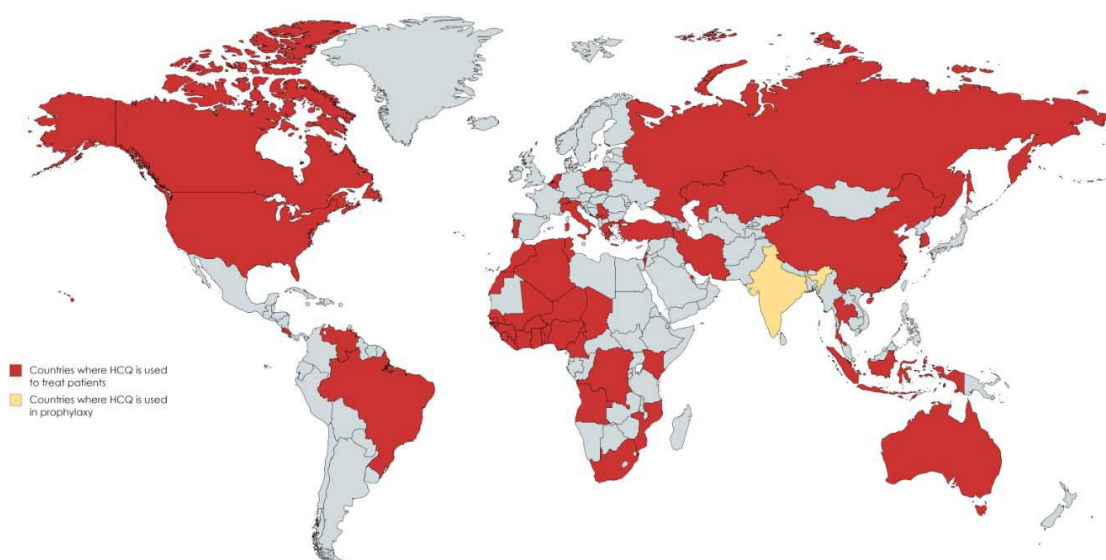 Countries where HCQ is used
to treat patients
Countries where HCQ is used
in prophylaxy